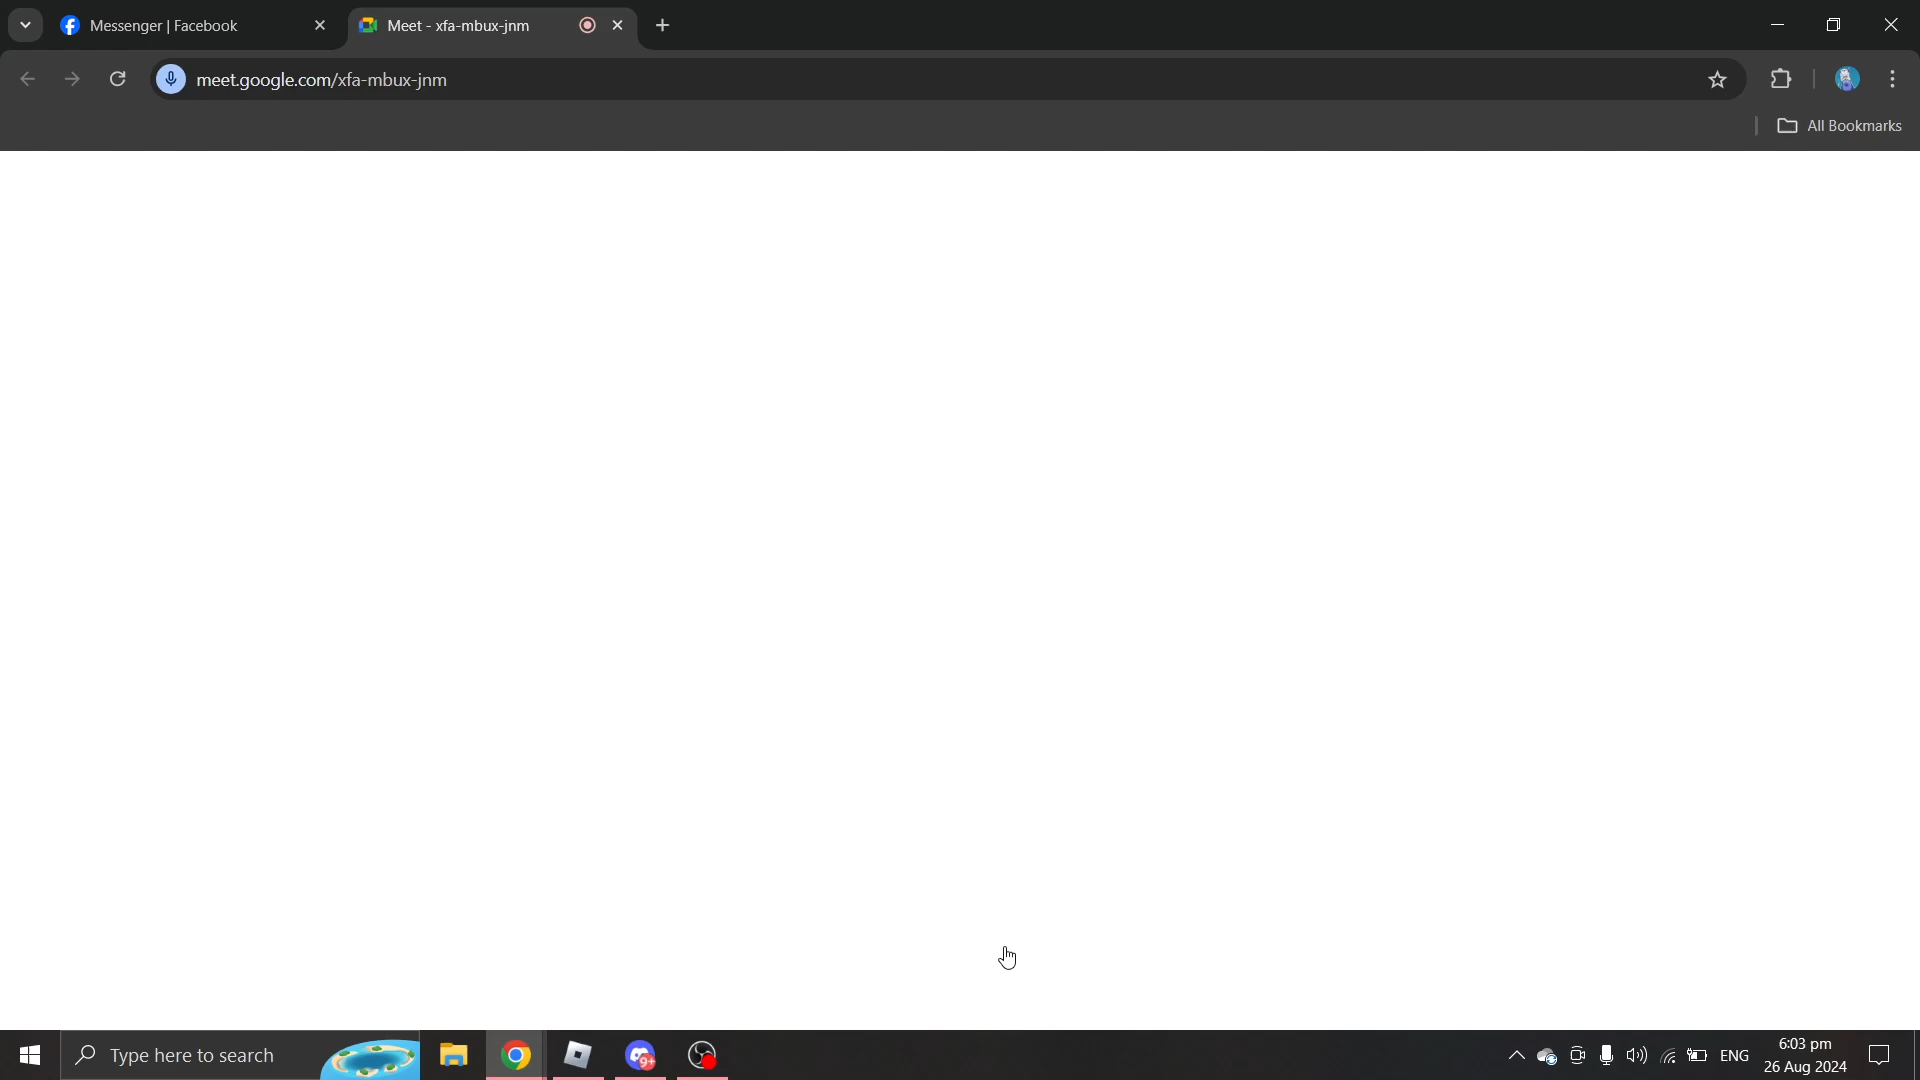 Messenger | Facebook
Meet - xfa-mbux-jnm
meet.google.com/xfa-mbux-jnm
All Bookmarks
Type here to search
9+
ENG
6:03 pm
26 Aug 2024